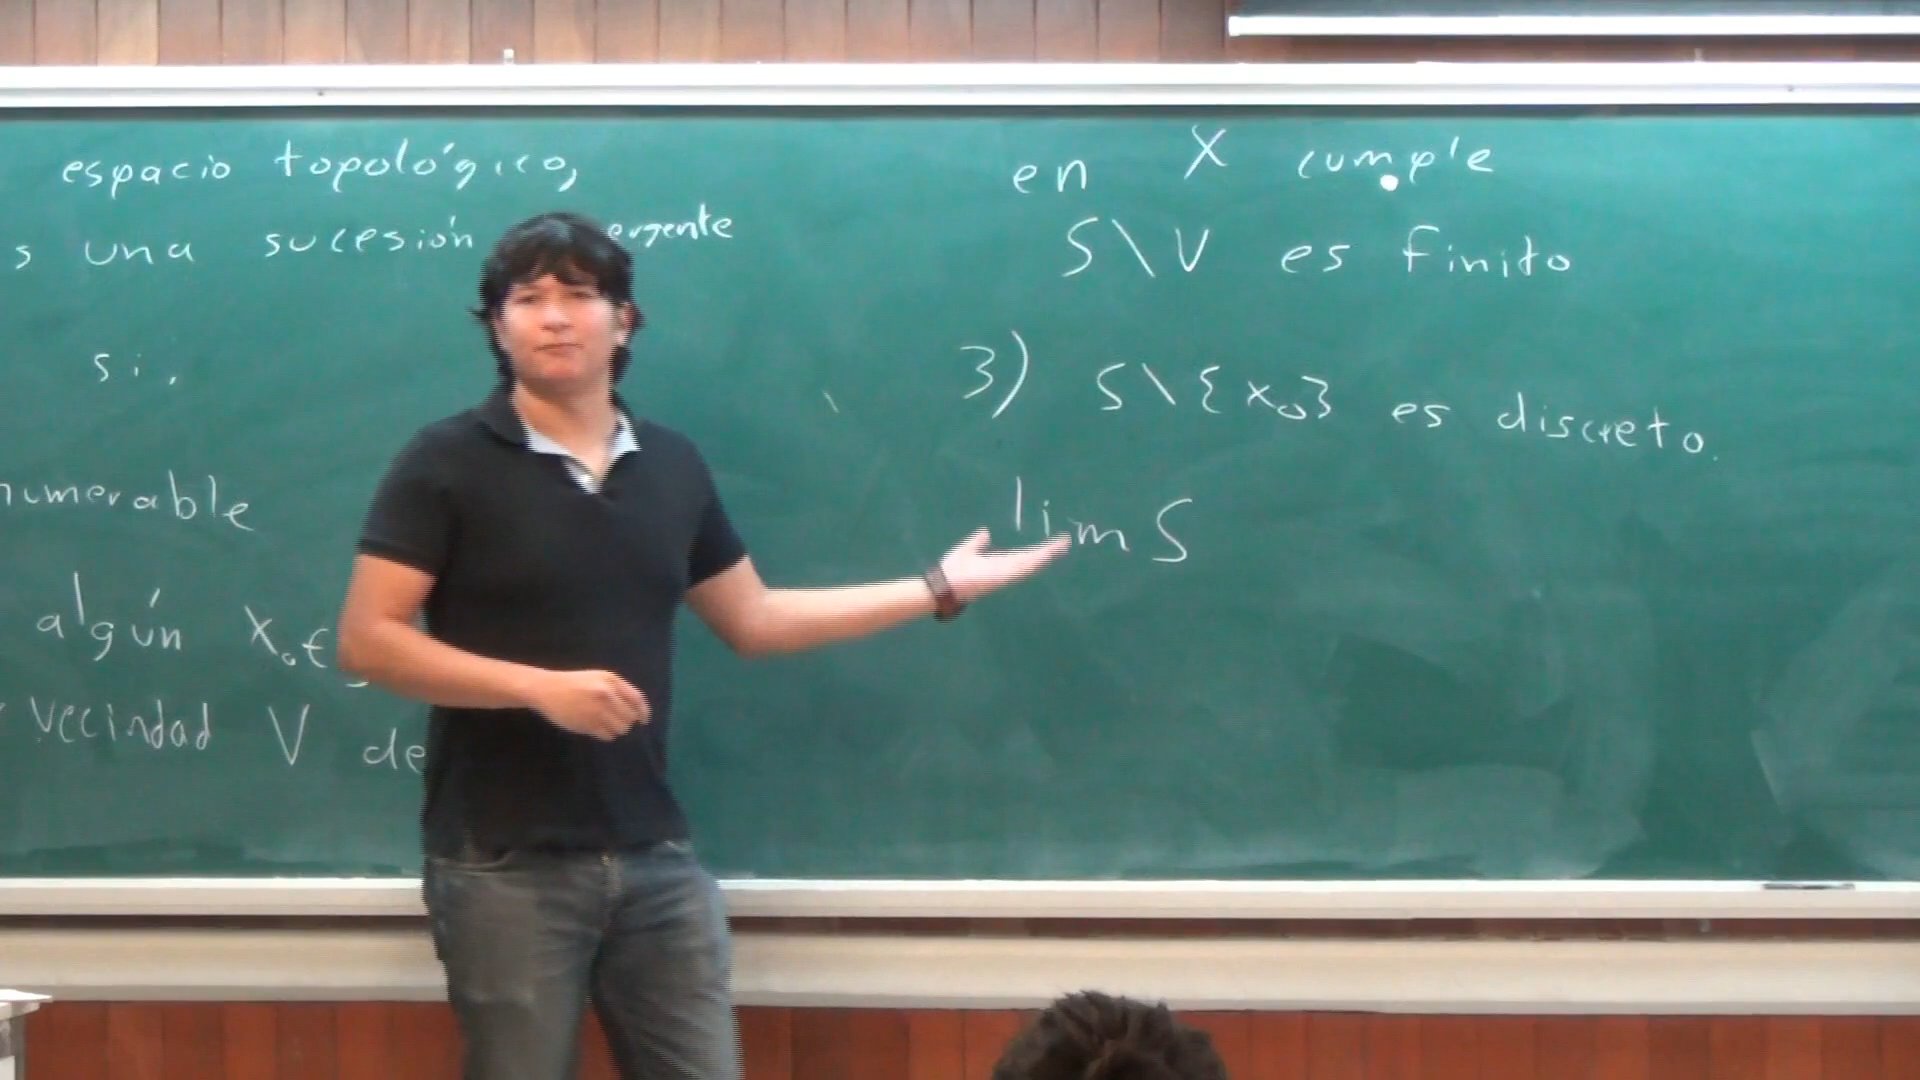 espacio topológico,
s una sucesión ergente
si,
numerable
algún x₀ ∈
vecindad V de
en X cumple
S\V es finito
3) S\{x₀} es discreto.
lim S